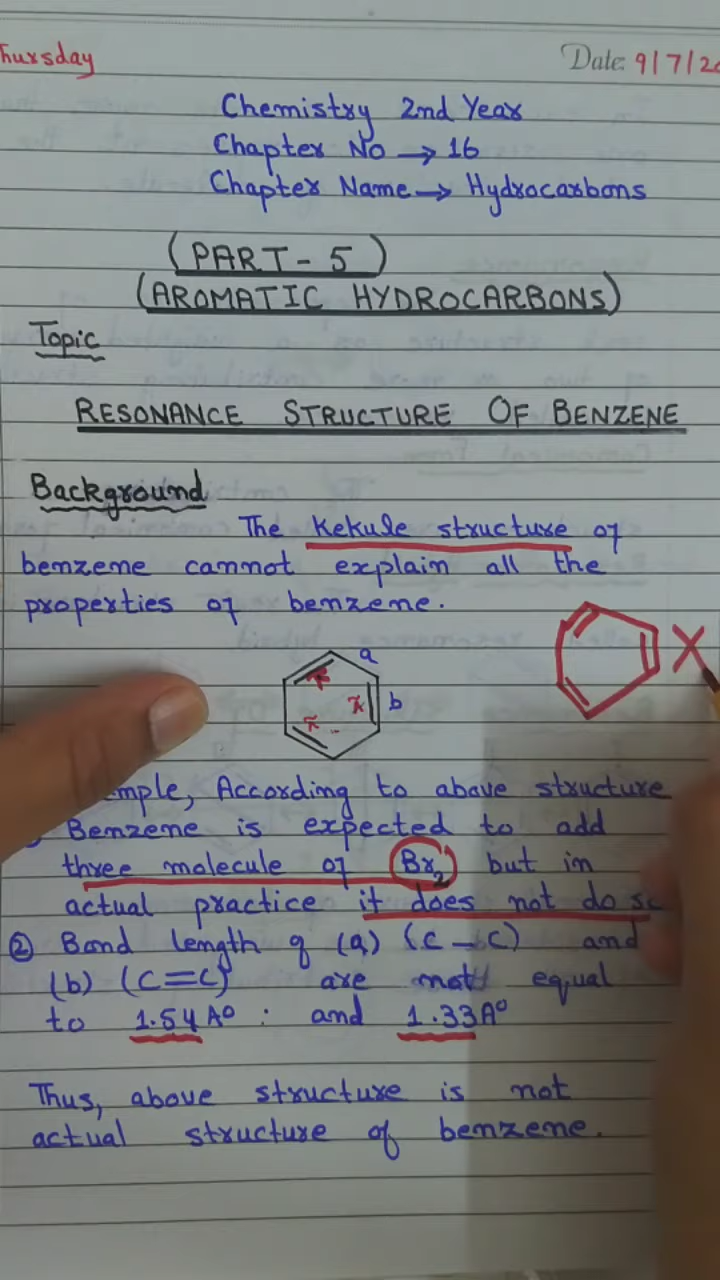 hursday
Date: 9/7/20
Chemistry 2nd Year
Chapter No → 16
Chapter Name → Hydrocarbons
(PART-5)
(AROMATIC HYDROCARBONS)
Topic
RESONANCE STRUCTURE OF BENZENE
Background
The Kekule structure of
benzene cannot explain all the
properties of benzene.
a
π
π b
π
mple, According to above structure
Benzene is expected to add
three molecule of Br₂ but in
actual practice it does not do so
② Bond length of (a) (C–C) and
(b) (C=C) are not equal
to 1.54A° : and 1.33A°
Thus, above structure is not
actual structure of benzene.